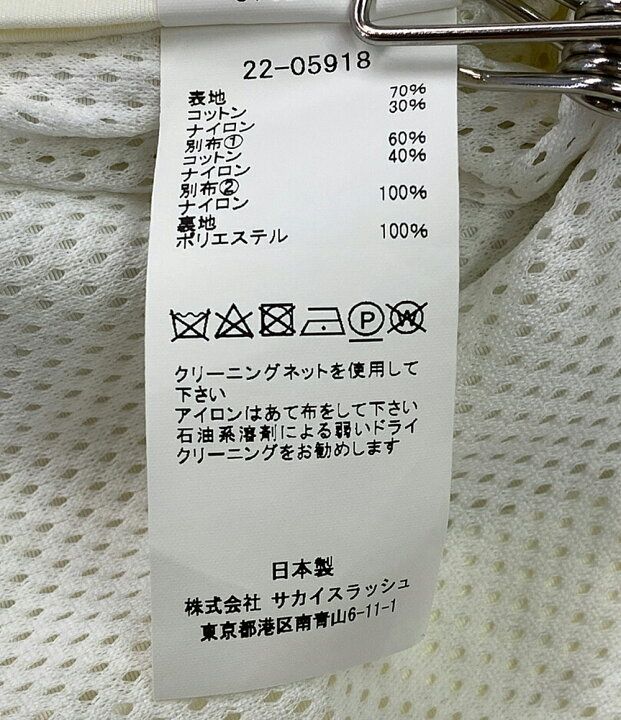 22-05918
表地
コットン 70%
ナイロン 30%
別布①
コットン 60%
ナイロン 40%
別布②
ナイロン 100%
裏地
ポリエステル 100%
P
W
クリーニングネットを使用して
下さい
アイロンはあて布をして下さい
石油系溶剤による弱いドライ
クリーニングをお勧めします
日本製
株式会社 サカイスラッシュ
東京都港区南青山6-11-1